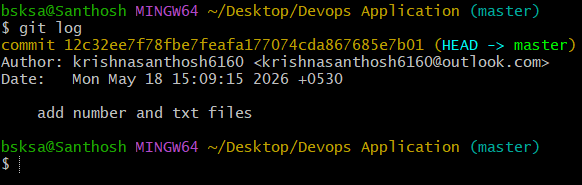 bsksa@Santhosh MINGW64 ~/Desktop/Devops Application (master)
$ git log
commit 12c32ee7f78fbe7feafa177074cda867685e7b01 (HEAD -> master)
Author: krishnasanthosh6160 <krishnasanthosh6160@outlook.com>
Date:   Mon May 18 15:09:15 2026 +0530

    add number and txt files

bsksa@Santhosh MINGW64 ~/Desktop/Devops Application (master)
$